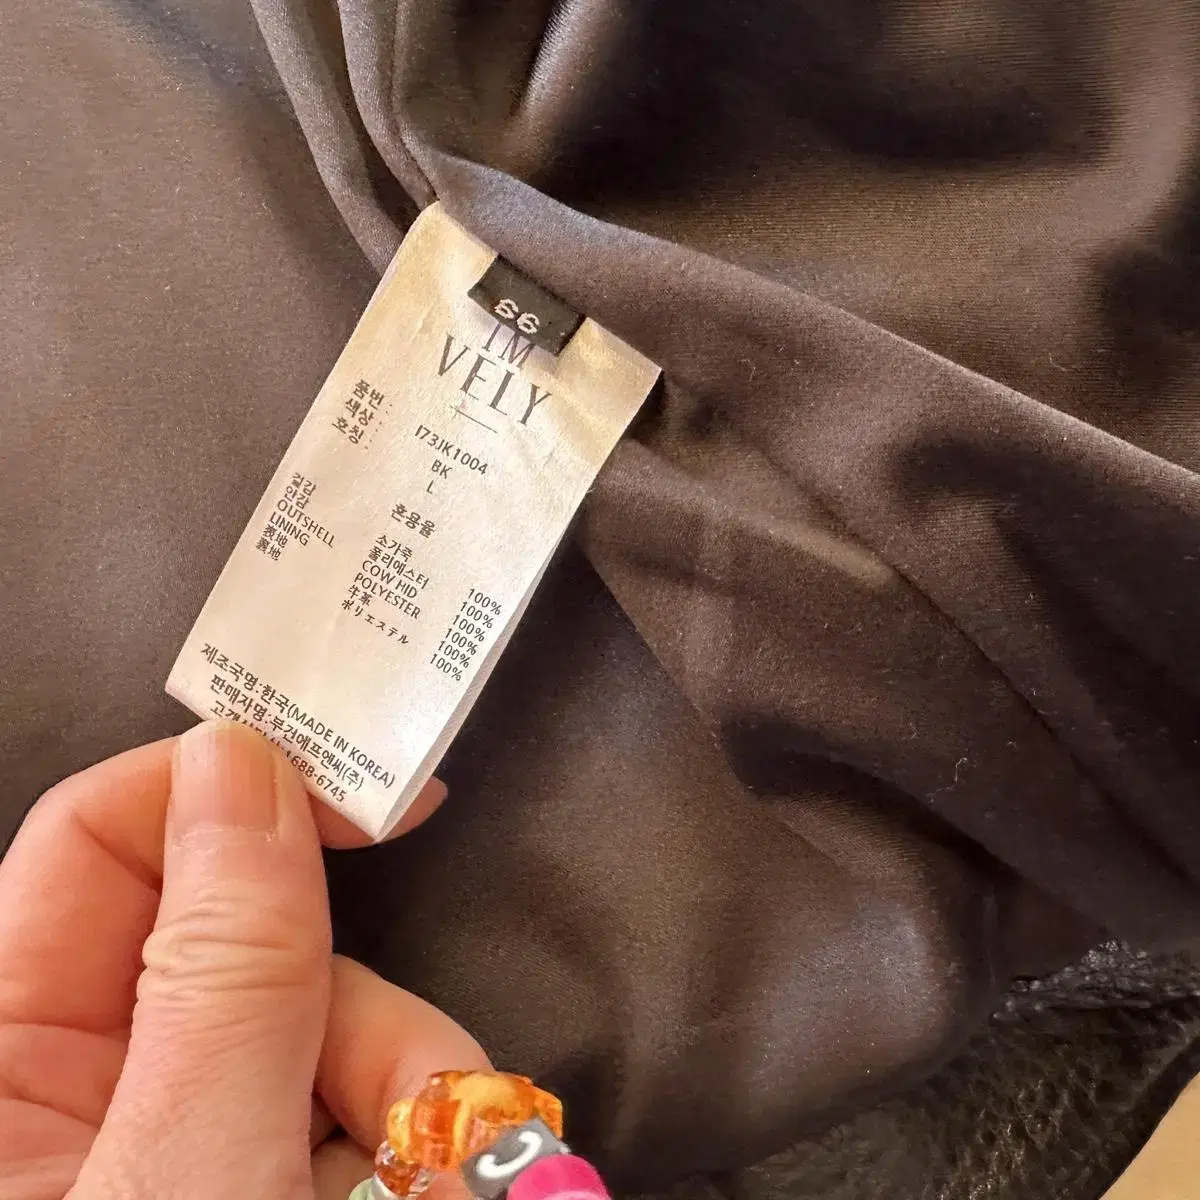 66
I'M
VELY
품번 : I73JK1004
색상 : BK
호칭 : L
혼용율
겉감 소가죽 100%
안감 폴리에스터 100%
OUTSHELL COW HID 100%
LINING POLYESTER 100%
表地 牛革 100%
裏地 ポリエステル 100%
제조국명:한국(MADE IN KOREA)
판매자명:부건에프엔씨(주)
1688-6745